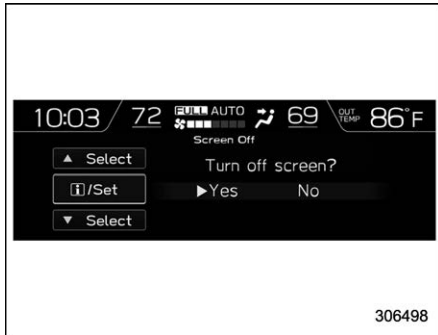 10:03 72 FULL AUTO 69 OUT TEMP 86°F
Screen Off
▲ Select
Turn off screen?
i/Set
▶Yes No
▼ Select
306498